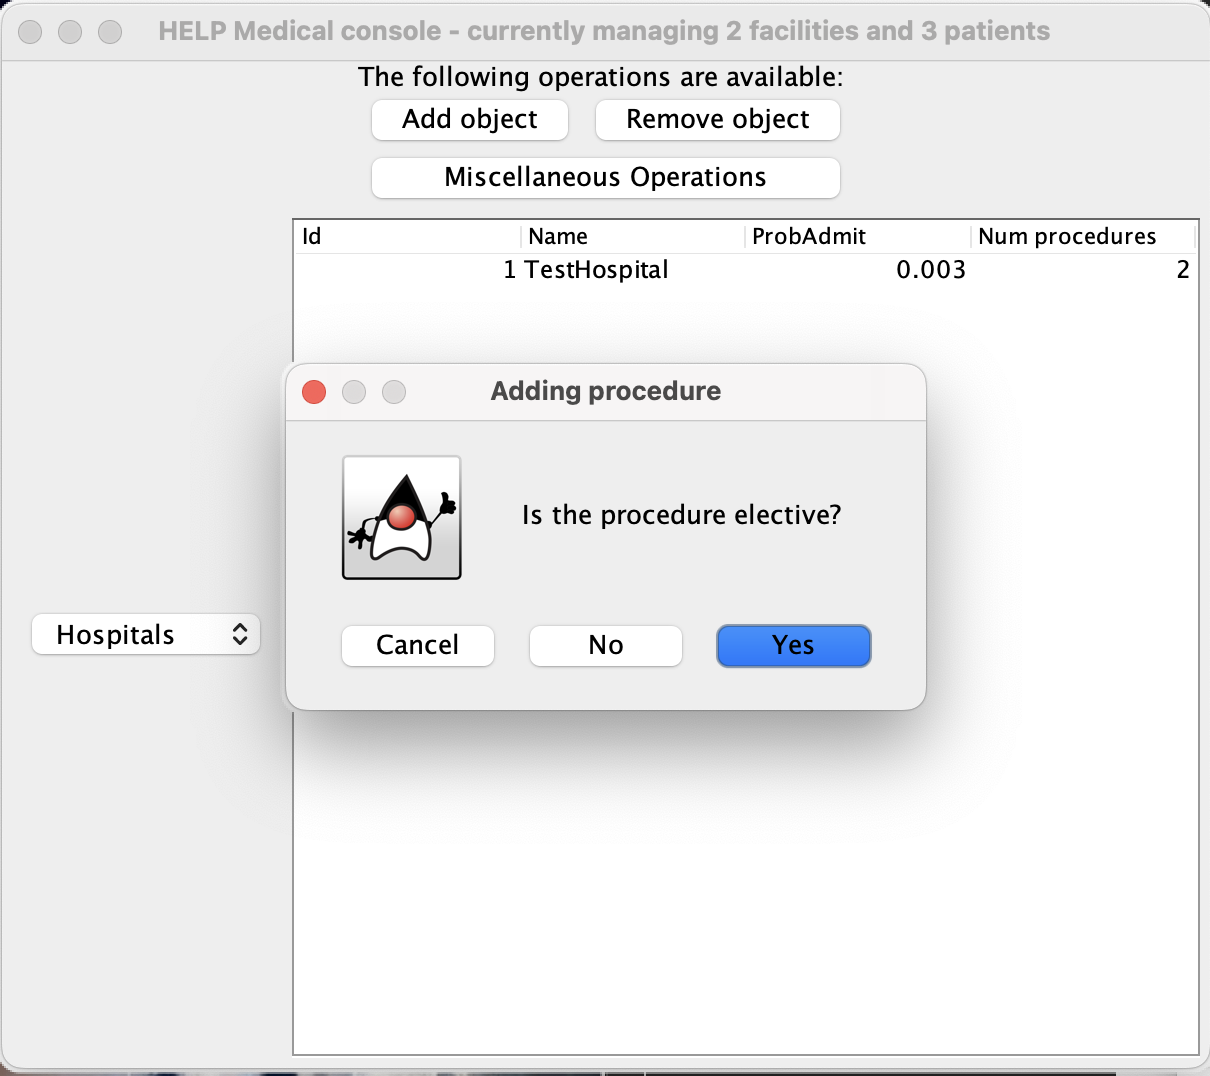 HELP Medical console - currently managing 2 facilities and 3 patients
The following operations are available:
Add object Remove object
Miscellaneous Operations
Id Name ProbAdmit Num procedures
1 TestHospital 0.003 2
Adding procedure
Is the procedure elective?
Hospitals
Cancel No Yes